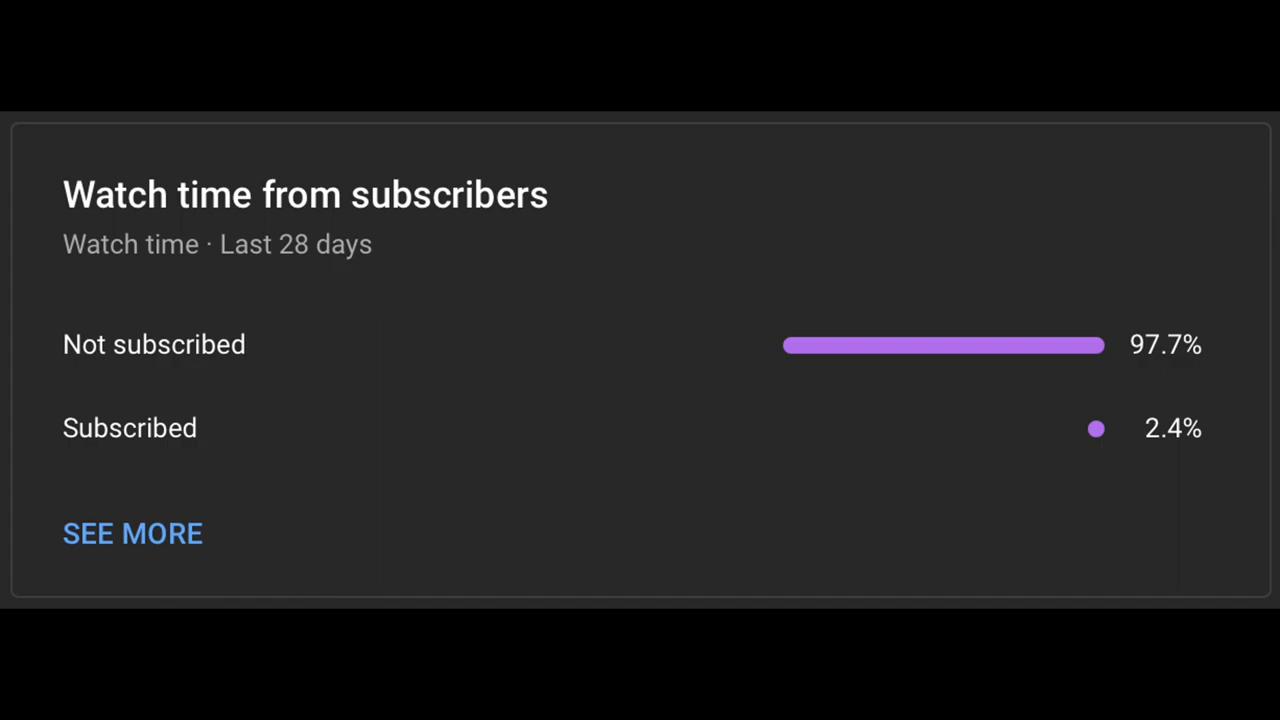 Watch time from subscribers
Watch time · Last 28 days
Not subscribed 97.7%
Subscribed 2.4%
SEE MORE